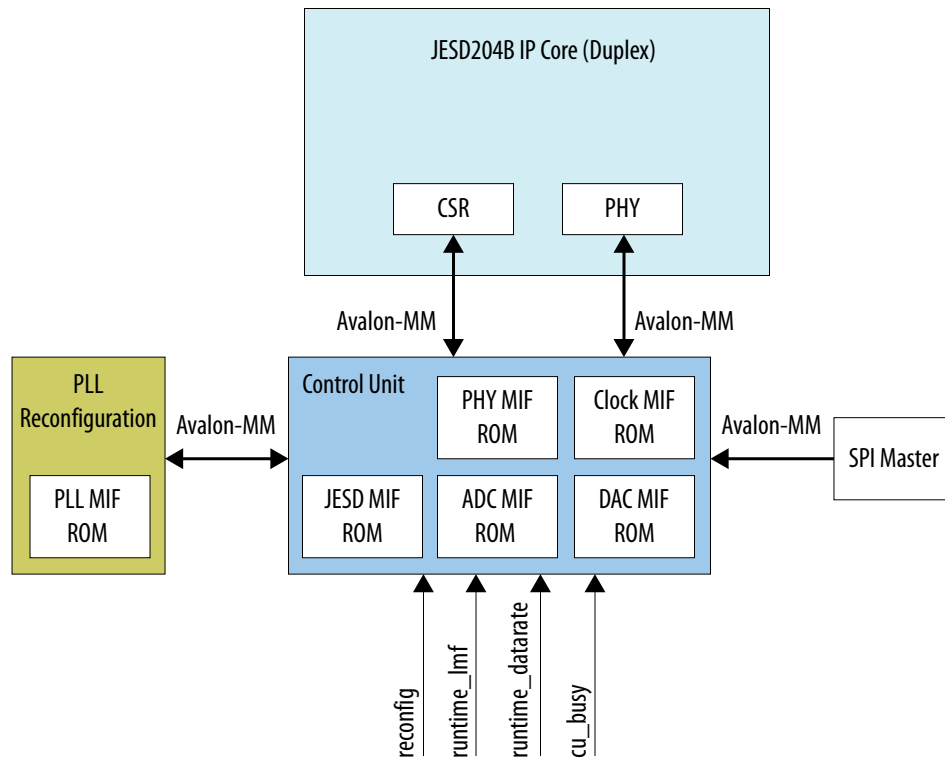 JESD204B IP Core (Duplex)
CSR
PHY
Avalon-MM
Avalon-MM
PLL
Reconfiguration
PLL MIF
ROM
Avalon-MM
Control Unit
PHY MIF
ROM
Clock MIF
ROM
JESD MIF
ROM
ADC MIF
ROM
DAC MIF
ROM
Avalon-MM
SPI Master
reconfig
runtime_lmf
runtime_datarate
cu_busy